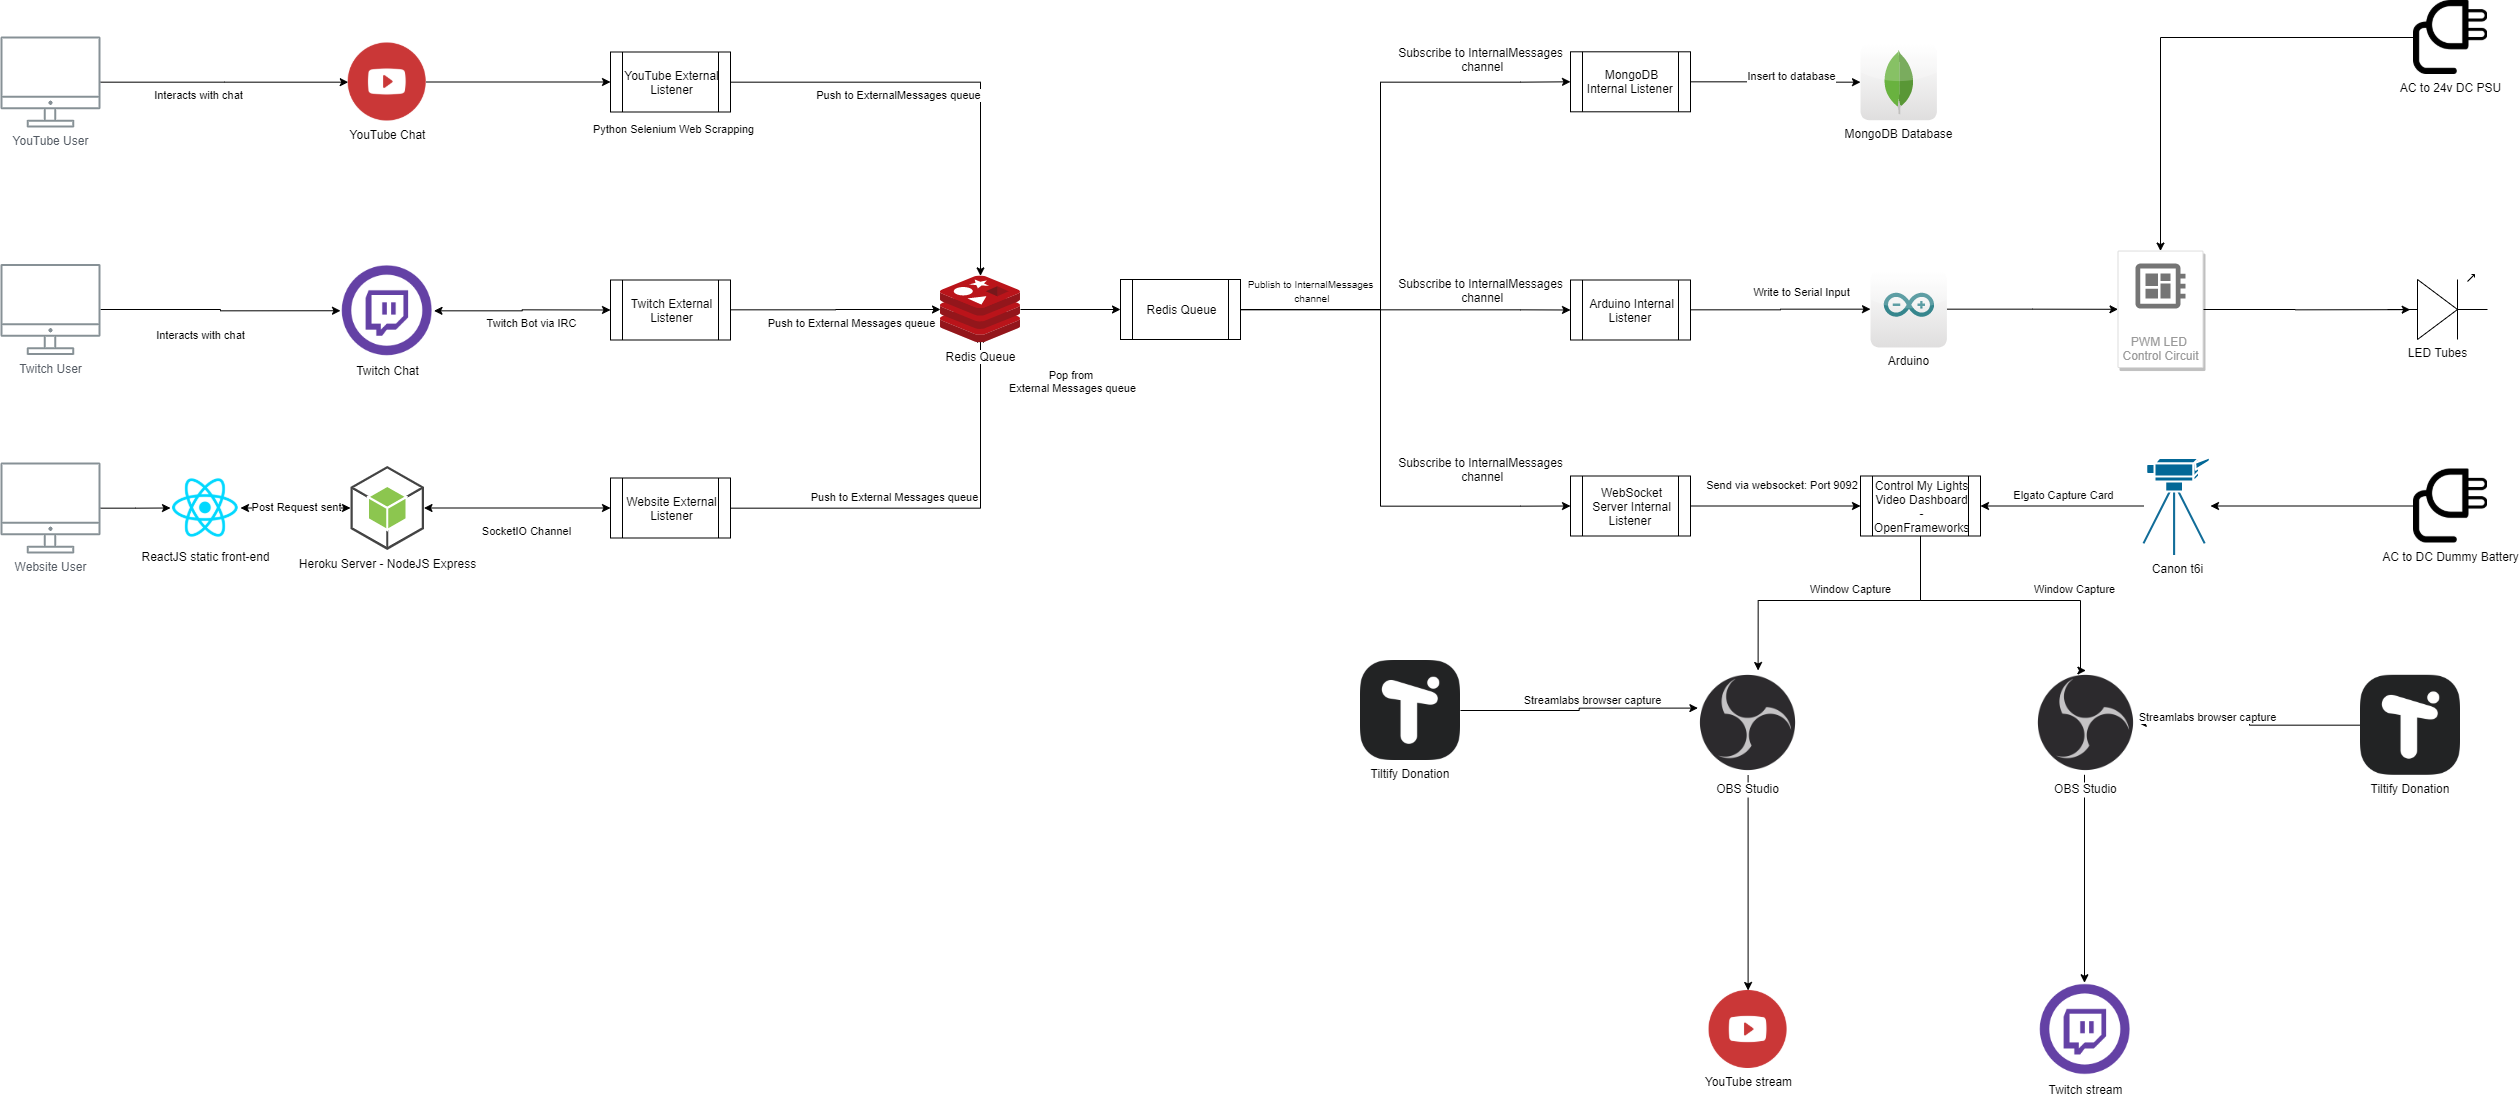 YouTube User
Interacts with chat
YouTube Chat
YouTube External
Listener
Python Selenium Web Scrapping
Push to ExternalMessages queue
Subscribe to InternalMessages
channel
MongoDB
Internal Listener
Insert to database
MongoDB Database
AC to 24v DC PSU
Twitch User
Interacts with chat
Twitch Chat
Twitch Bot via IRC
Twitch External
Listener
Push to External Messages queue
Redis Queue
Pop from
External Messages queue
Redis Queue
Publish to InternalMessages
channel
Subscribe to InternalMessages
channel
Arduino Internal
Listener
Write to Serial Input
Arduino
PWM LED
Control Circuit
LED Tubes
Website User
ReactJS static front-end
Post Request sent
Heroku Server - NodeJS Express
SocketIO Channel
Website External
Listener
Push to External Messages queue
Subscribe to InternalMessages
channel
WebSocket
Server Internal
Listener
Send via websocket: Port 9092
Control My Lights
Video Dashboard
-
OpenFrameworks
Elgato Capture Card
Canon t6i
AC to DC Dummy Battery
Window Capture
Window Capture
Tiltify Donation
Streamlabs browser capture
OBS Studio
OBS Studio
Streamlabs browser capture
Tiltify Donation
YouTube stream
Twitch stream